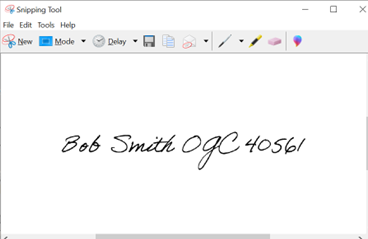 Snipping Tool
File Edit Tools Help
New Mode Delay
Bob Smith OGC 40561